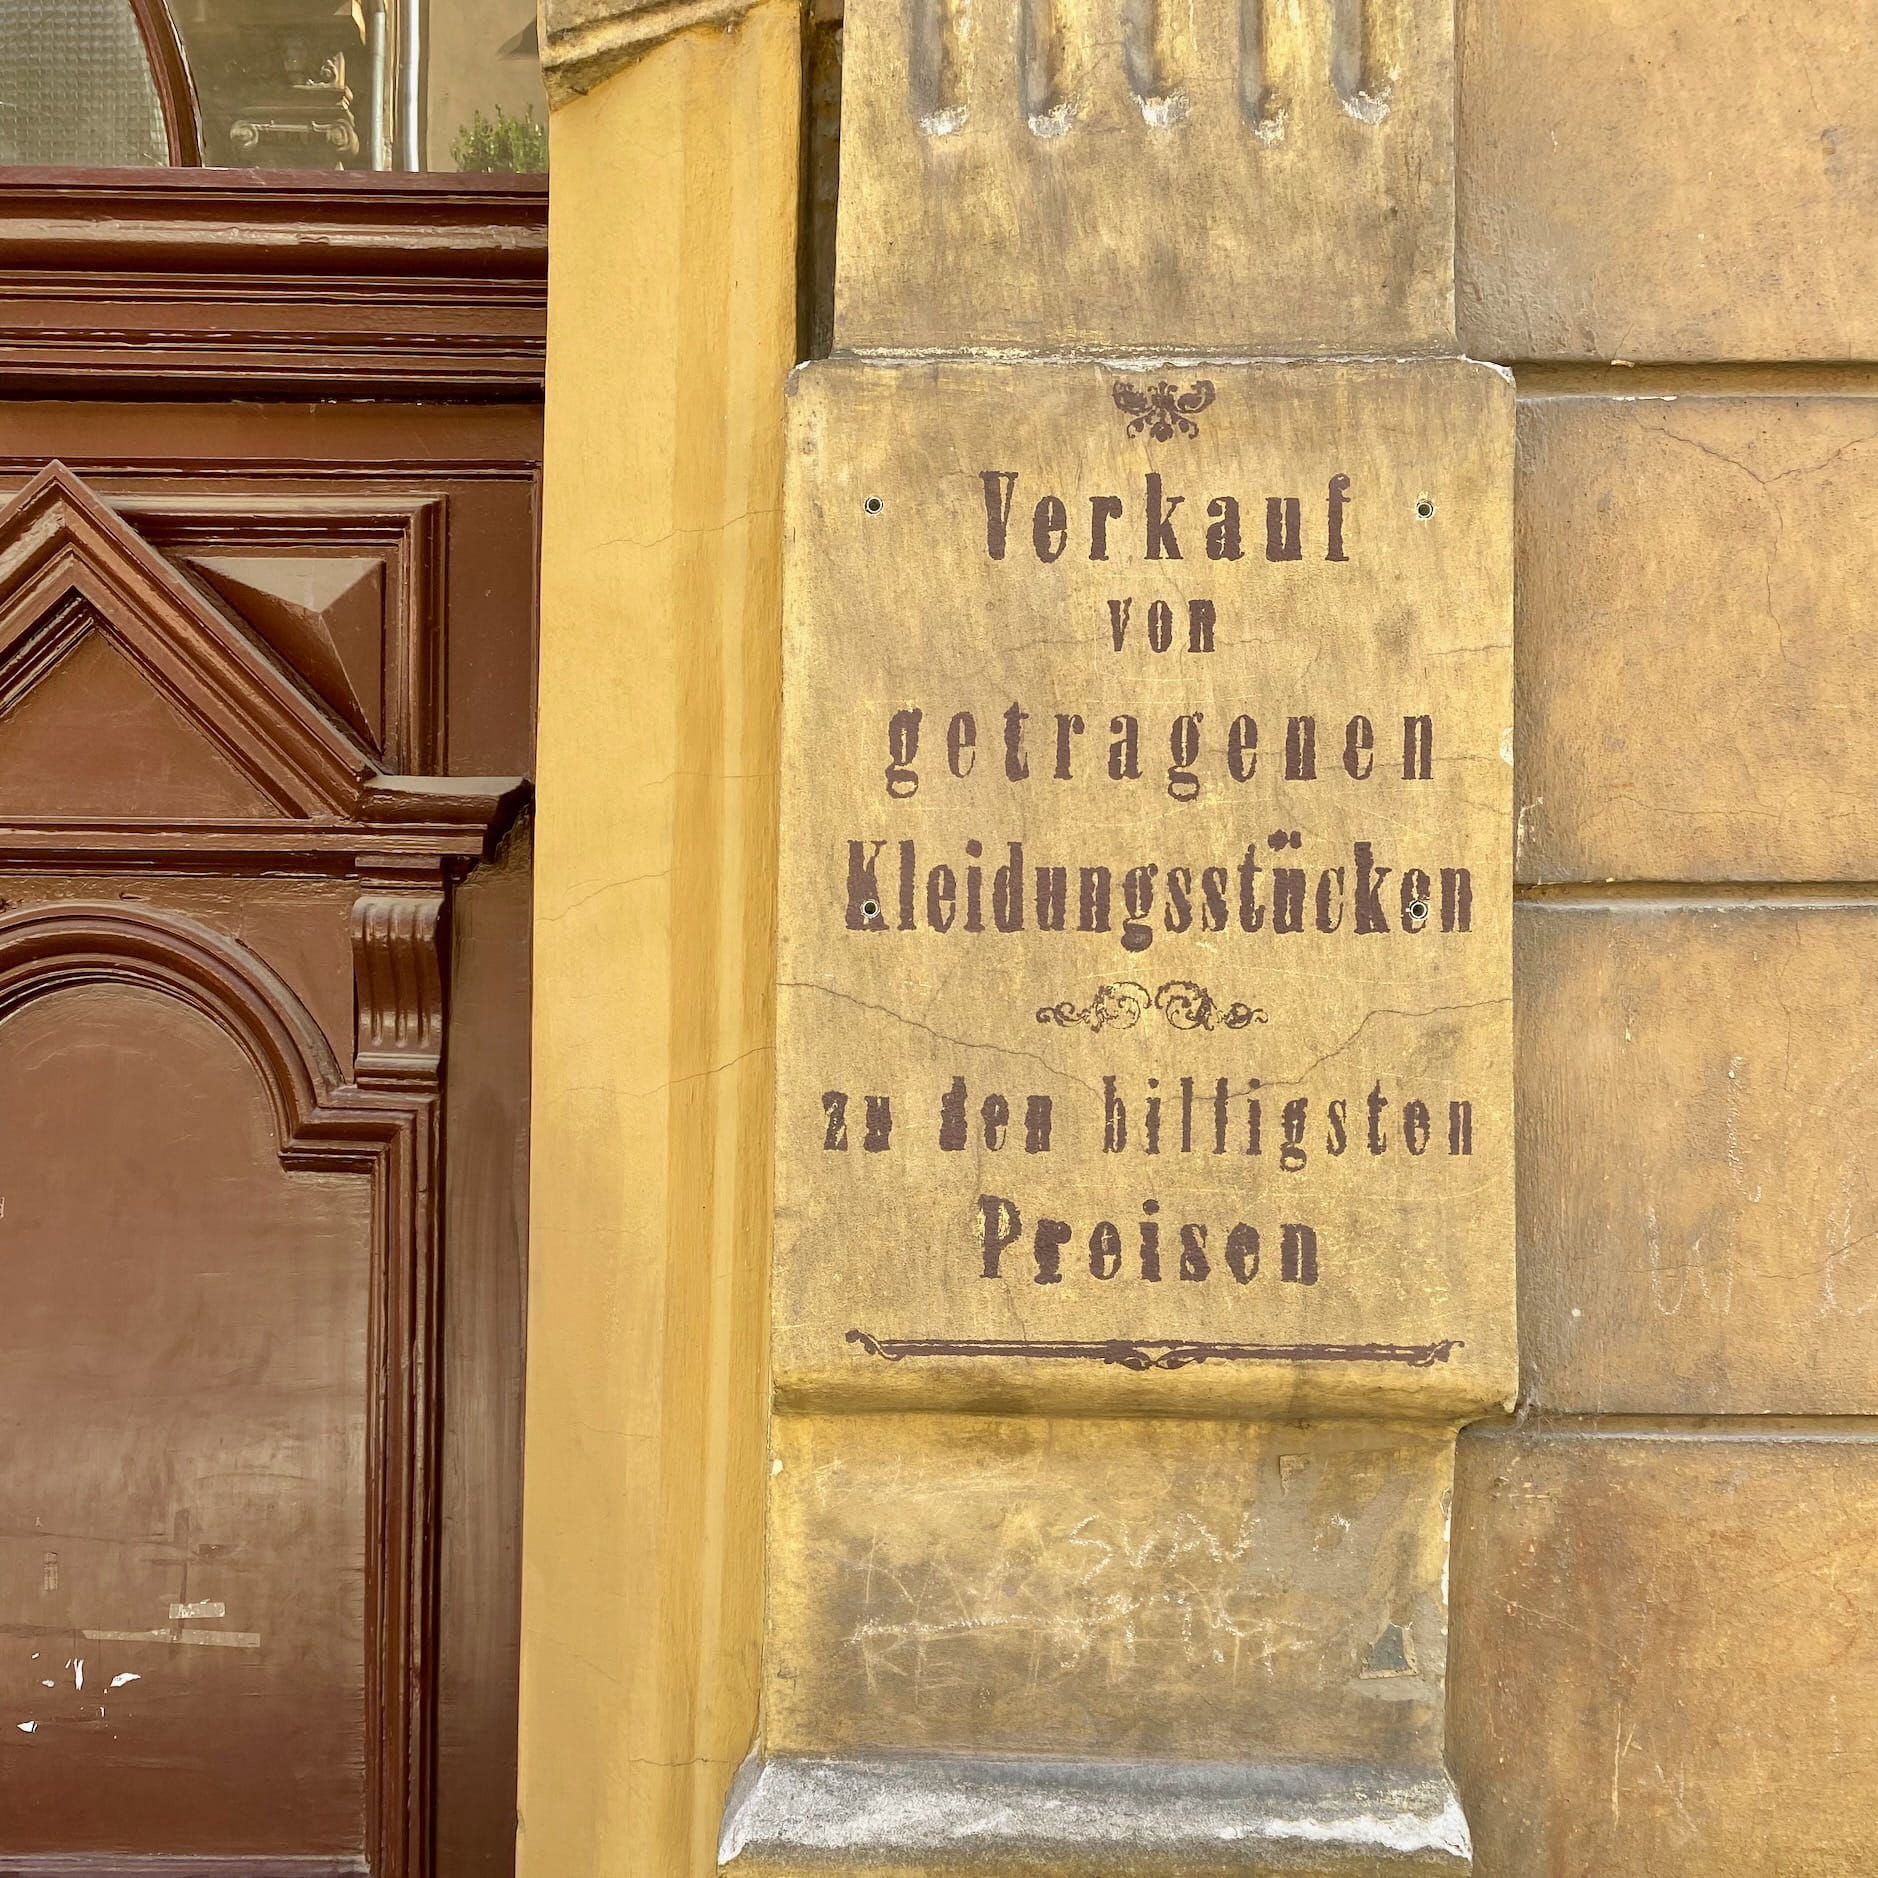 Verkauf
von
getragenen
Kleidungsstücken
zu den billigsten
Preisen